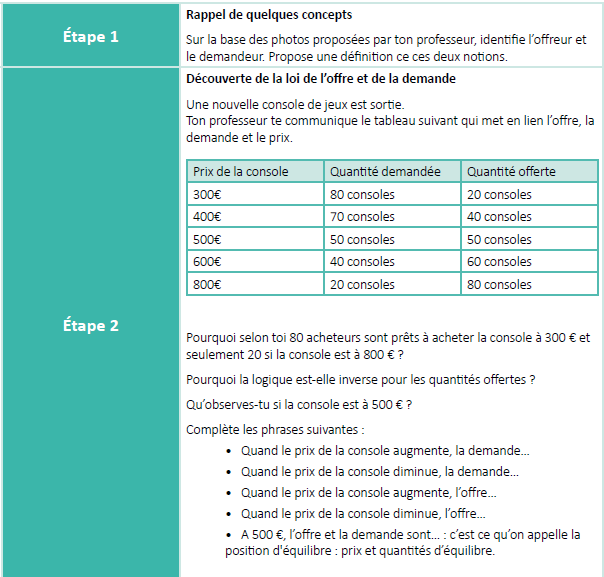 Étape 1
Rappel de quelques concepts
Sur la base des photos proposées par ton professeur, identifie l'offreur et
le demandeur. Propose une définition ce ces deux notions.
Étape 2
Découverte de la loi de l'offre et de la demande
Une nouvelle console de jeux est sortie.
Ton professeur te communique le tableau suivant qui met en lien l'offre, la
demande et le prix.
Prix de la console Quantité demandée Quantité offerte
300€ 80 consoles 20 consoles
400€ 70 consoles 40 consoles
500€ 50 consoles 50 consoles
600€ 40 consoles 60 consoles
800€ 20 consoles 80 consoles
Pourquoi selon toi 80 acheteurs sont prêts à acheter la console à 300 € et
seulement 20 si la console est à 800 € ?
Pourquoi la logique est-elle inverse pour les quantités offertes ?
Qu'observes-tu si la console est à 500 € ?
Complète les phrases suivantes :
• Quand le prix de la console augmente, la demande…
• Quand le prix de la console diminue, la demande…
• Quand le prix de la console augmente, l'offre…
• Quand le prix de la console diminue, l'offre…
• A 500 €, l'offre et la demande sont… : c'est ce qu'on appelle la
position d'équilibre : prix et quantités d'équilibre.